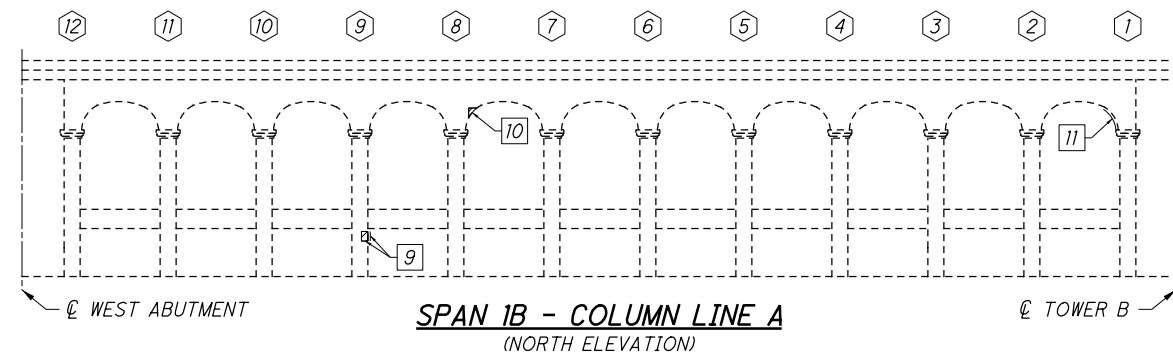 12 11 10 9 8 7 6 5 4 3 2 1
10
11
9
℄ WEST ABUTMENT
℄ TOWER B
SPAN 1B - COLUMN LINE A
(NORTH ELEVATION)